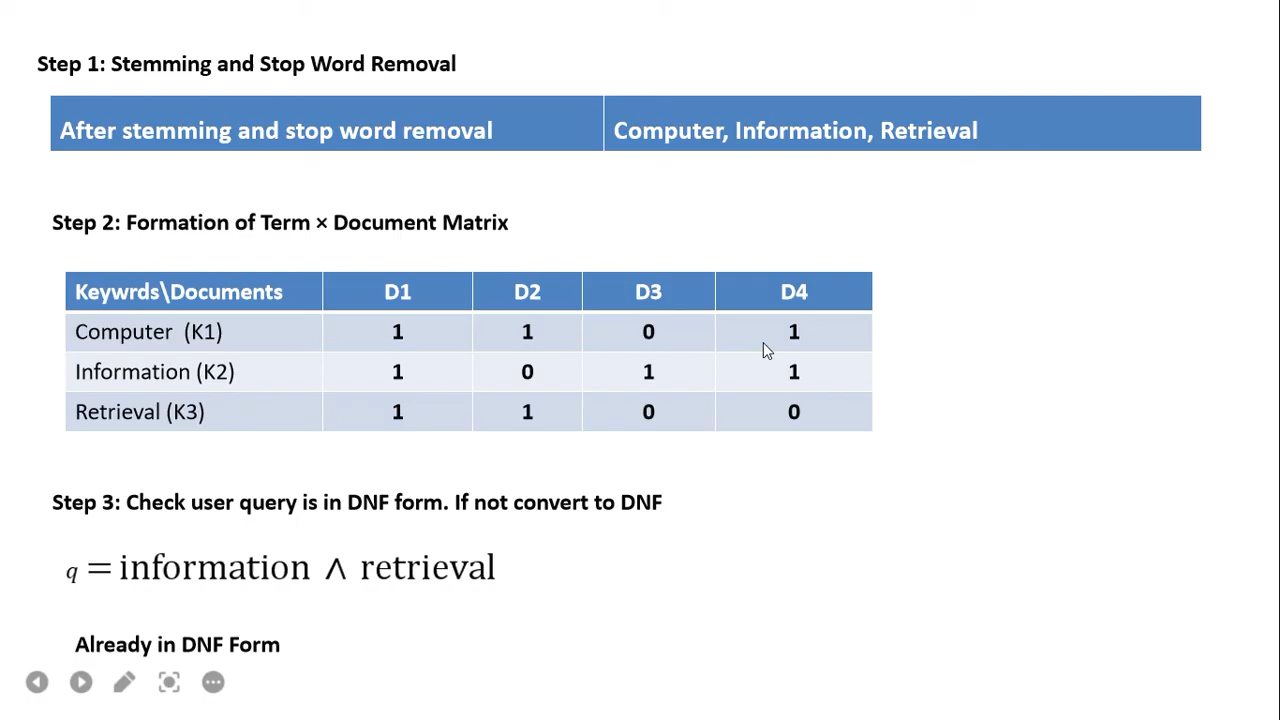 Step 1: Stemming and Stop Word Removal
After stemming and stop word removal Computer, Information, Retrieval
Step 2: Formation of Term × Document Matrix
Keywrds\Documents D1 D2 D3 D4
Computer (K1) 1 1 0 1
Information (K2) 1 0 1 1
Retrieval (K3) 1 1 0 0
Step 3: Check user query is in DNF form. If not convert to DNF
q = information ∧ retrieval
Already in DNF Form